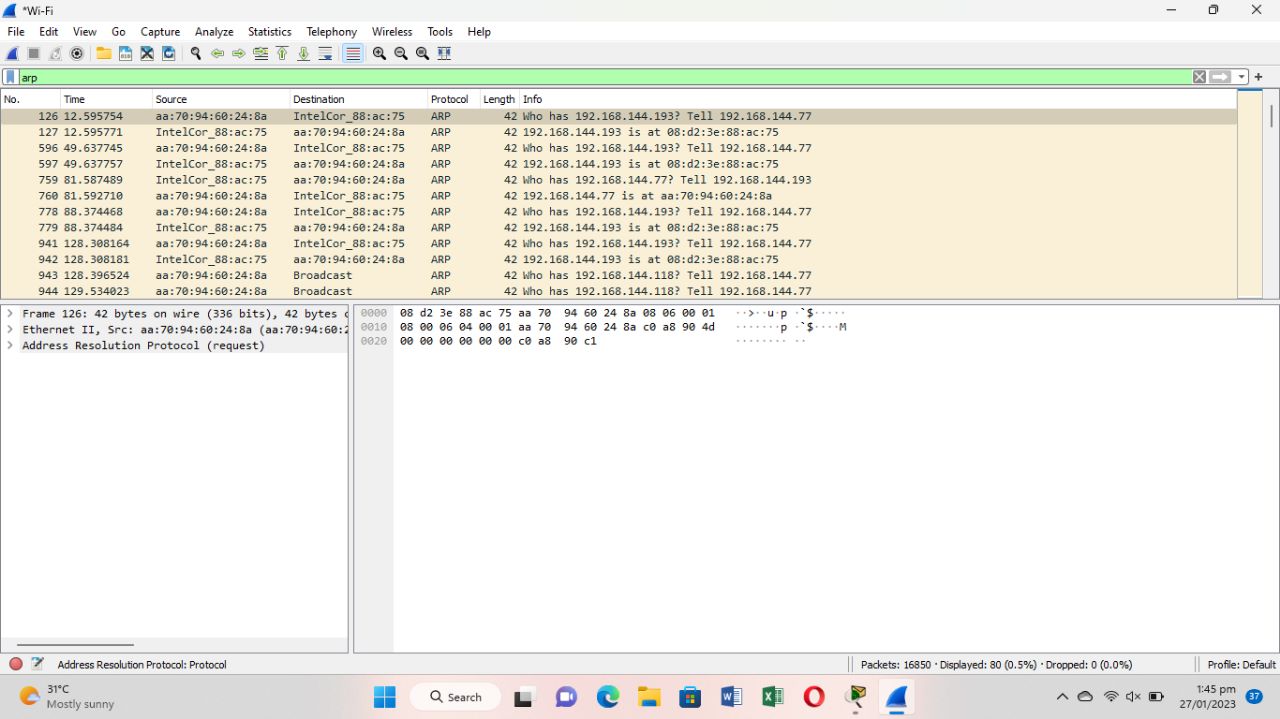 *Wi-Fi
File Edit View Go Capture Analyze Statistics Telephony Wireless Tools Help
arp
No. Time Source Destination Protocol Length Info
126 12.595754 aa:70:94:60:24:8a IntelCor_88:ac:75 ARP 42 Who has 192.168.144.193? Tell 192.168.144.77
127 12.595771 IntelCor_88:ac:75 aa:70:94:60:24:8a ARP 42 192.168.144.193 is at 08:d2:3e:88:ac:75
596 49.637745 aa:70:94:60:24:8a IntelCor_88:ac:75 ARP 42 Who has 192.168.144.193? Tell 192.168.144.77
597 49.637757 IntelCor_88:ac:75 aa:70:94:60:24:8a ARP 42 192.168.144.193 is at 08:d2:3e:88:ac:75
759 81.587489 IntelCor_88:ac:75 aa:70:94:60:24:8a ARP 42 Who has 192.168.144.77? Tell 192.168.144.193
760 81.592710 aa:70:94:60:24:8a IntelCor_88:ac:75 ARP 42 192.168.144.77 is at aa:70:94:60:24:8a
778 88.374468 aa:70:94:60:24:8a IntelCor_88:ac:75 ARP 42 Who has 192.168.144.193? Tell 192.168.144.77
779 88.374484 IntelCor_88:ac:75 aa:70:94:60:24:8a ARP 42 192.168.144.193 is at 08:d2:3e:88:ac:75
941 128.308164 aa:70:94:60:24:8a IntelCor_88:ac:75 ARP 42 Who has 192.168.144.193? Tell 192.168.144.77
942 128.308181 IntelCor_88:ac:75 aa:70:94:60:24:8a ARP 42 192.168.144.193 is at 08:d2:3e:88:ac:75
943 128.396524 aa:70:94:60:24:8a Broadcast ARP 42 Who has 192.168.144.118? Tell 192.168.144.77
944 129.534023 aa:70:94:60:24:8a Broadcast ARP 42 Who has 192.168.144.118? Tell 192.168.144.77
Frame 126: 42 bytes on wire (336 bits), 42 bytes
Ethernet II, Src: aa:70:94:60:24:8a (aa:70:94:60:2
Address Resolution Protocol (request)
0000 08 d2 3e 88 ac 75 aa 70 94 60 24 8a 08 06 00 01 ··>··u·p ·`$·····
0010 08 00 06 04 00 01 aa 70 94 60 24 8a c0 a8 90 4d ·······p ·`$····M
0020 00 00 00 00 00 00 c0 a8 90 c1 ········ ··
Address Resolution Protocol: Protocol
Packets: 16850 · Displayed: 80 (0.5%) · Dropped: 0 (0.0%)
Profile: Default
31°C
Mostly sunny
Search
1:45 pm
27/01/2023
37